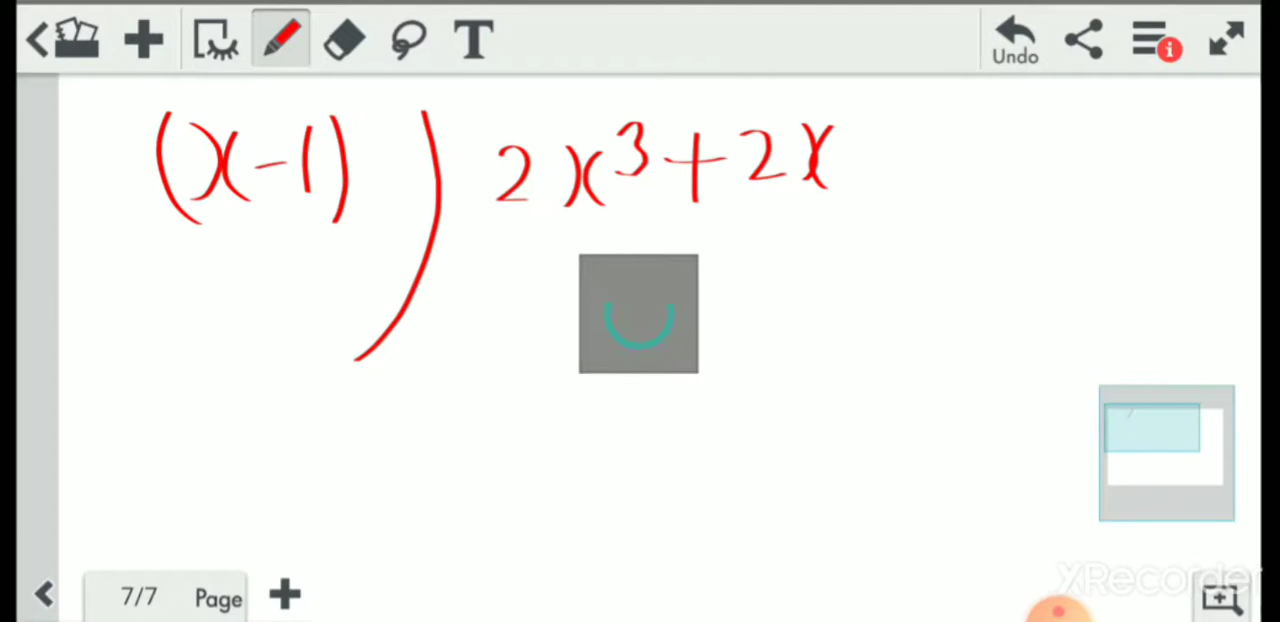 T
Undo
(x-1) ) 2x³+2x
7/7 Page
XRecorder